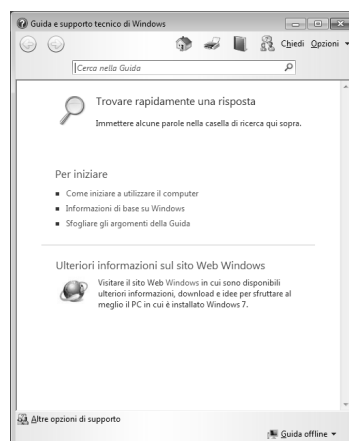 Guida e supporto tecnico di Windows
Chiedi Opzioni
Cerca nella Guida
Trovare rapidamente una risposta
Immettere alcune parole nella casella di ricerca qui sopra.
Per iniziare
Come iniziare a utilizzare il computer
Informazioni di base su Windows
Sfogliare gli argomenti della Guida
Ulteriori informazioni sul sito Web Windows
Visitare il sito Web Windows in cui sono disponibili
ulteriori informazioni, download e idee per sfruttare al
meglio il PC in cui è installato Windows 7.
Altre opzioni di supporto
Guida offline